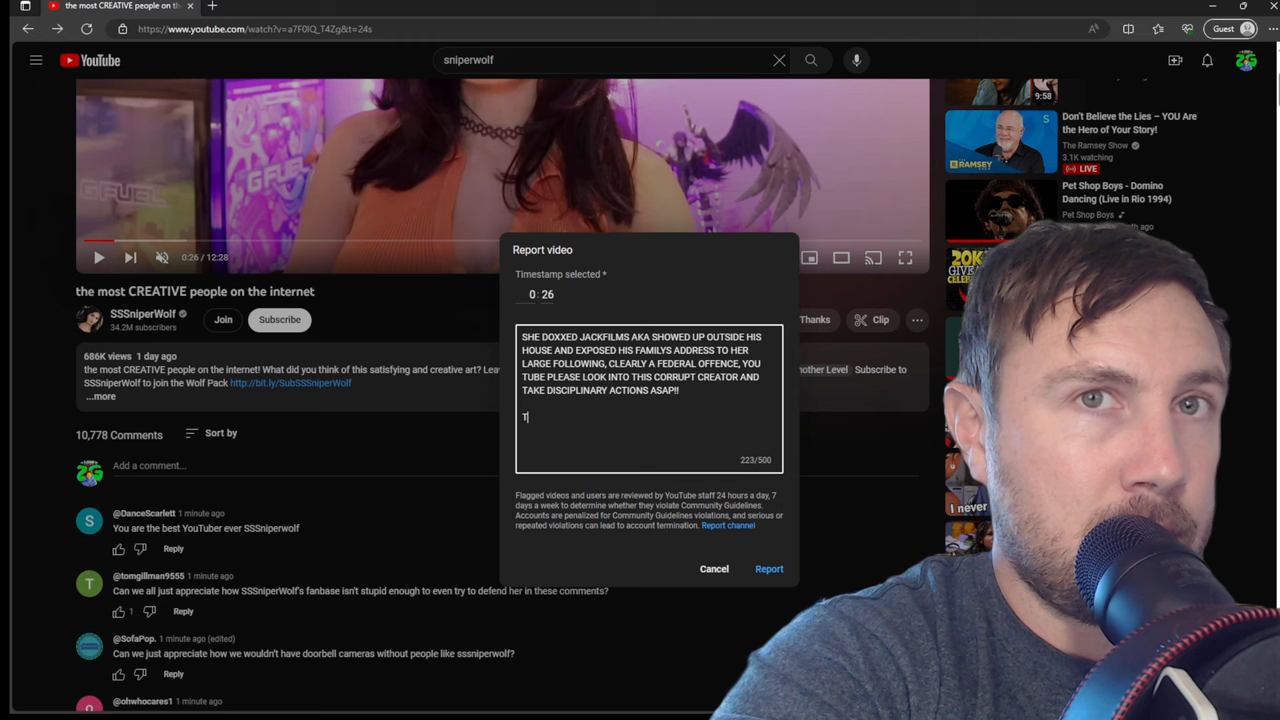 the most CREATIVE people on the
https://www.youtube.com/watch?v=a7F0IQ_T4Zg&t=24s
Guest
YouTube
sniperwolf
GFUEL
9:58
Don't Believe the Lies – YOU Are
the Hero of Your Story!
The Ramsey Show
3.1K watching
LIVE
RAMSEY
Pet Shop Boys - Domino
Dancing (Live in Rio 1994)
Pet Shop Boys
0:26 / 12:28
the most CREATIVE people on the internet
SSSniperWolf
34.2M subscribers
Join
Subscribe
Thanks
Clip
686K views 1 day ago
the most CREATIVE people on the internet! What did you think of this satisfying and creative art?
SSSniperWolf to join the Wolf Pack http://bit.ly/SubSSSniperWolf
...more
nother Level Subscribe to
Report video
Timestamp selected *
0 : 26
SHE DOXXED JACKFILMS AKA SHOWED UP OUTSIDE HIS
HOUSE AND EXPOSED HIS FAMILYS ADDRESS TO HER
LARGE FOLLOWING, CLEARLY A FEDERAL OFFENCE, YOU
TUBE PLEASE LOOK INTO THIS CORRUPT CREATOR AND
TAKE DISCIPLINARY ACTIONS ASAP!!
T
223/500
Flagged videos and users are reviewed by YouTube staff 24 hours a day, 7
days a week to determine whether they violate Community Guidelines.
Accounts are penalized for Community Guidelines violations, and serious or
repeated violations can lead to account termination. Report channel
Cancel
Report
10,778 Comments
Sort by
Add a comment...
@DanceScarlett 1 minute ago
You are the best YouTuber ever SSSniperWolf
Reply
@tomgillman9555 1 minute ago
Can we all just appreciate how SSSniperWolf's fanbase isn't stupid enough to even try to defend her in these comments?
1
Reply
@SofaPop. 1 minute ago (edited)
Can we just appreciate how we wouldn't have doorbell cameras without people like sssniperwolf?
Reply
@ohwhocares1 1 minute ago
20K
I never